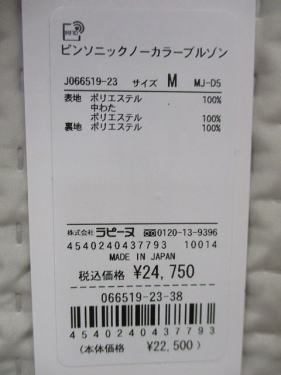 RFID
ピンソニックノーカラーブルゾン
J066519-23 サイズ M MJ-D5
表地 ポリエステル 100%
中わた
ポリエステル 100%
裏地 ポリエステル 100%
株式会社 ラピーヌ 0120-13-9396
4540240437793 10014
MADE IN JAPAN
税込価格 ¥24,750
066519-23-38
4540240437793
(本体価格 ¥22,500)